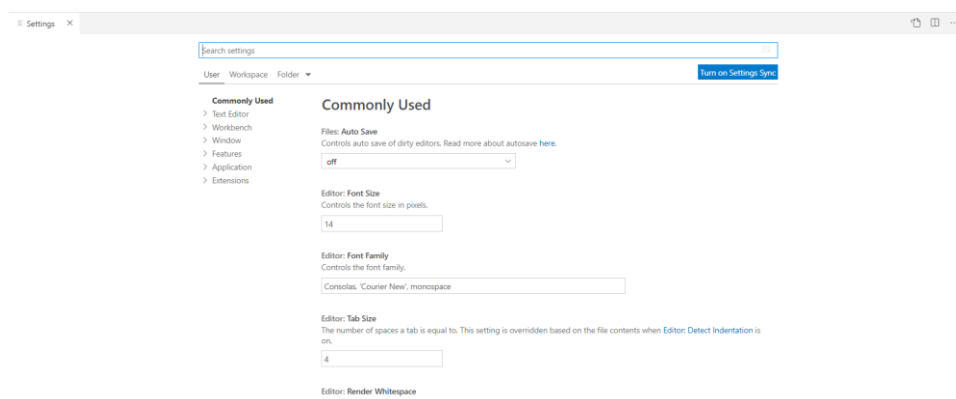 Settings
Search settings
User Workspace Folder
Turn on Settings Sync
Commonly Used
Text Editor
Workbench
Window
Features
Application
Extensions
Commonly Used
Files: Auto Save
Controls auto save of dirty editors. Read more about autosave here.
off
Editor: Font Size
Controls the font size in pixels.
14
Editor: Font Family
Controls the font family.
Consolas, 'Courier New', monospace
Editor: Tab Size
The number of spaces a tab is equal to. This setting is overridden based on the file contents when Editor: Detect Indentation is
on.
4
Editor: Render Whitespace